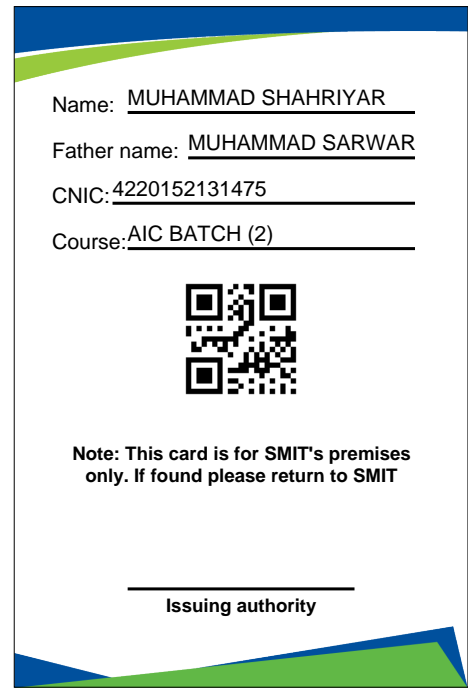 Name: MUHAMMAD SHAHRIYAR
Father name: MUHAMMAD SARWAR
CNIC: 4220152131475
Course: AIC BATCH (2)
Note: This card is for SMIT's premises
only. If found please return to SMIT
Issuing authority